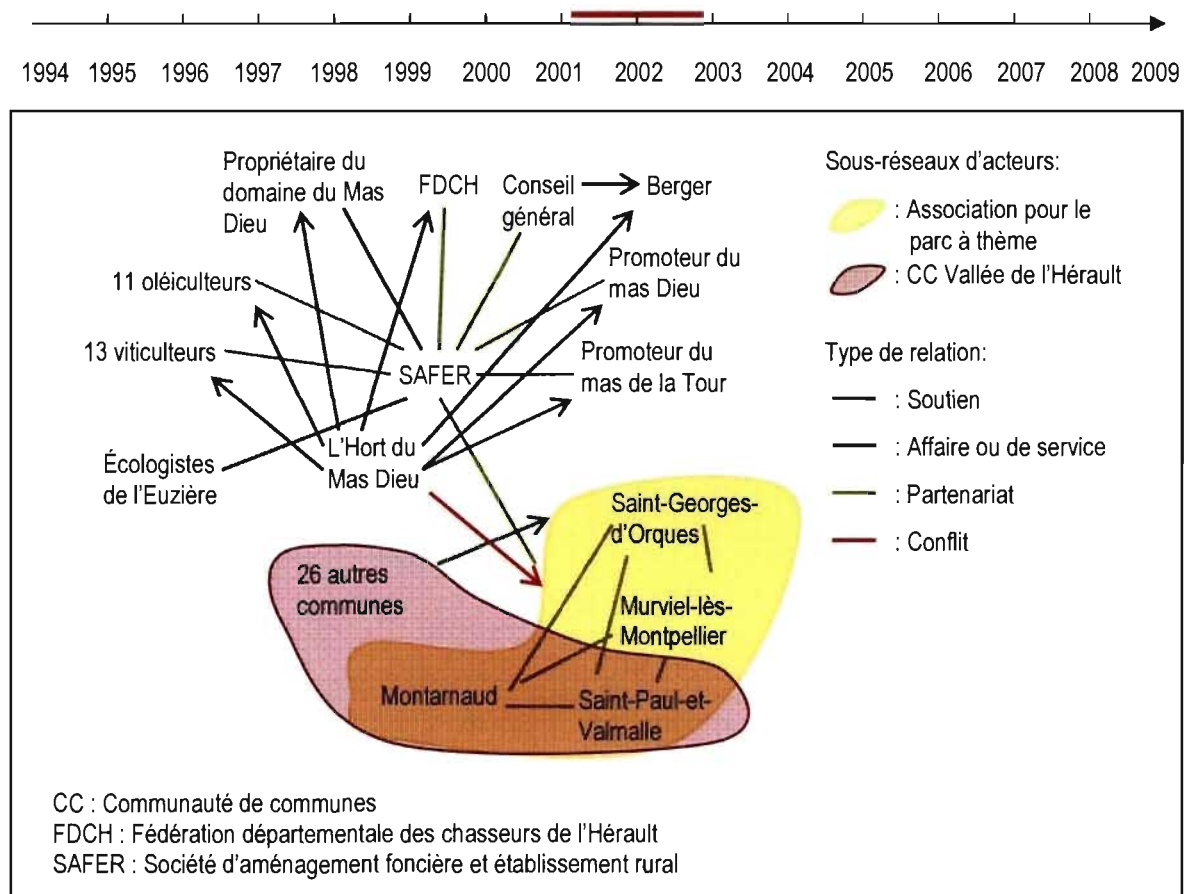 1994 1995 1996 1997 1998 1999 2000 2001 2002 2003 2004 2005 2006 2007 2008 2009
Propriétaire du
domaine du Mas
Dieu
FDCH
Conseil
général
Berger
11 oléiculteurs
Promoteur du
mas Dieu
13 viticulteurs
SAFER
Promoteur du
mas de la Tour
Écologistes
de l'Euzière
L'Hort du
Mas Dieu
Saint-Georges-
d'Orques
26 autres
communes
Murviel-lès-
Montpellier
Montarnaud
Saint-Paul-et-
Valmalle
Sous-réseaux d'acteurs:
: Association pour le
parc à thème
: CC Vallée de l'Hérault
Type de relation:
: Soutien
: Affaire ou de service
: Partenariat
: Conflit
CC : Communauté de communes
FDCH : Fédération départementale des chasseurs de l'Hérault
SAFER : Société d'aménagement foncière et établissement rural